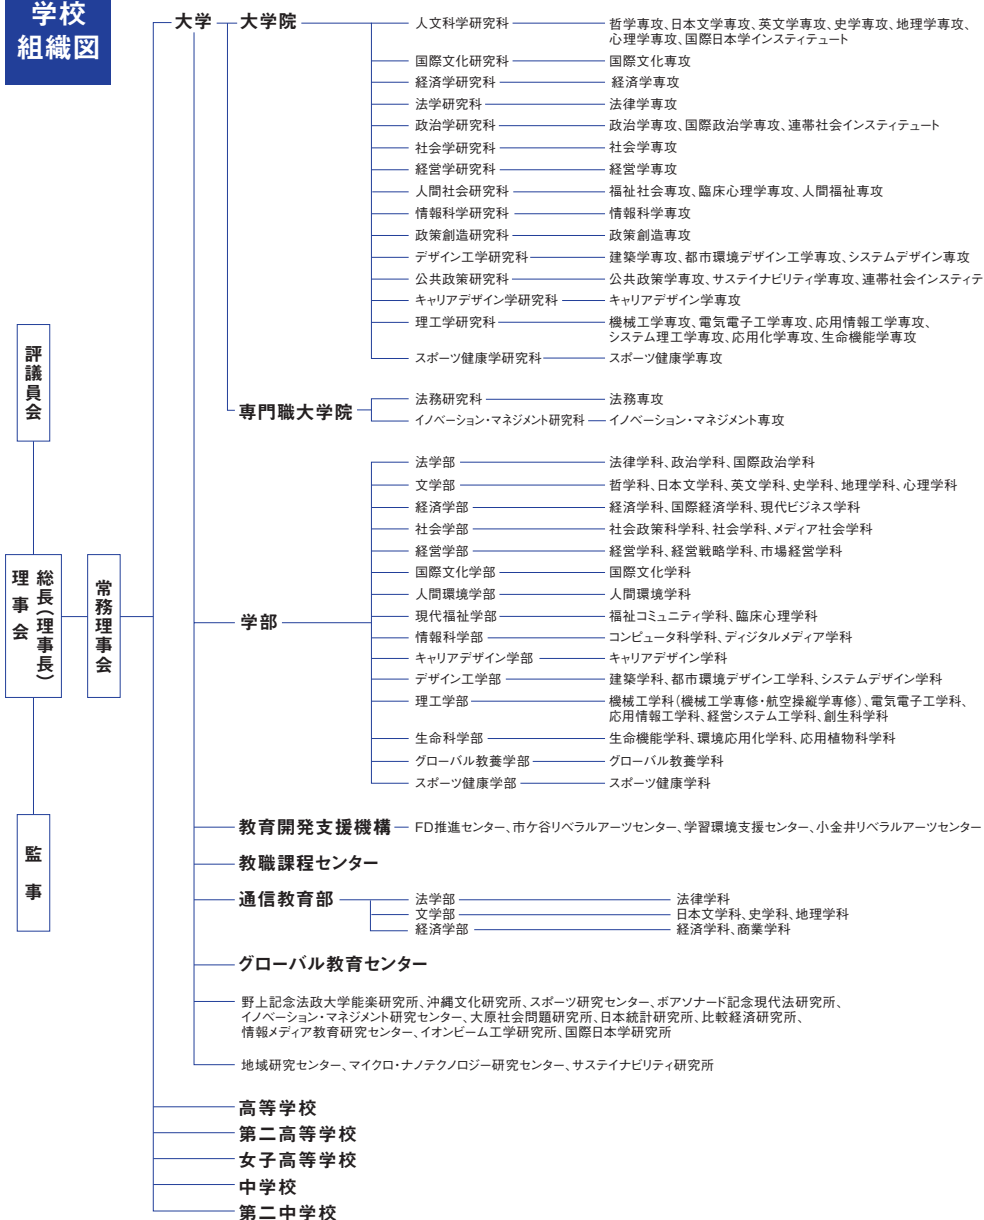 学校
組織図
大学
大学院
人文科学研究科
哲学専攻、日本文学専攻、英文学専攻、史学専攻、地理学専攻、
心理学専攻、国際日本学インスティテュート
国際文化研究科
国際文化専攻
経済学研究科
経済学専攻
法学研究科
法律学専攻
政治学研究科
政治学専攻、国際政治学専攻、連帯社会インスティテュート
社会学研究科
社会学専攻
経営学研究科
経営学専攻
人間社会研究科
福祉社会専攻、臨床心理学専攻、人間福祉専攻
情報科学研究科
情報科学専攻
政策創造研究科
政策創造専攻
デザイン工学研究科
建築学専攻、都市環境デザイン工学専攻、システムデザイン専攻
公共政策研究科
公共政策学専攻、サステイナビリティ学専攻、連帯社会インスティテ
キャリアデザイン学研究科
キャリアデザイン学専攻
理工学研究科
機械工学専攻、電気電子工学専攻、応用情報工学専攻、
システム理工学専攻、応用化学専攻、生命機能学専攻
スポーツ健康学研究科
スポーツ健康学専攻
専門職大学院
法務研究科
法務専攻
イノベーション・マネジメント研究科
イノベーション・マネジメント専攻
評議員会
理事会
総長(理事長)
常務理事会
監事
学部
法学部
法律学科、政治学科、国際政治学科
文学部
哲学科、日本文学科、英文学科、史学科、地理学科、心理学科
経済学部
経済学科、国際経済学科、現代ビジネス学科
社会学部
社会政策科学科、社会学科、メディア社会学科
経営学部
経営学科、経営戦略学科、市場経営学科
国際文化学部
国際文化学科
人間環境学部
人間環境学科
現代福祉学部
福祉コミュニティ学科、臨床心理学科
情報科学部
コンピュータ科学科、ディジタルメディア学科
キャリアデザイン学部
キャリアデザイン学科
デザイン工学部
建築学科、都市環境デザイン工学科、システムデザイン学科
理工学部
機械工学科(機械工学専修・航空操縦学専修)、電気電子工学科、
応用情報工学科、経営システム工学科、創生科学科
生命科学部
生命機能学科、環境応用化学科、応用植物科学科
グローバル教養学部
グローバル教養学科
スポーツ健康学部
スポーツ健康学科
教育開発支援機構
FD推進センター、市ケ谷リベラルアーツセンター、学習環境支援センター、小金井リベラルアーツセンター
教職課程センター
通信教育部
法学部
法律学科
文学部
日本文学科、史学科、地理学科
経済学部
経済学科、商業学科
グローバル教育センター
野上記念法政大学能楽研究所、沖縄文化研究所、スポーツ研究センター、ボアソナード記念現代法研究所、
イノベーション・マネジメント研究センター、大原社会問題研究所、日本統計研究所、比較経済研究所、
情報メディア教育研究センター、イオンビーム工学研究所、国際日本学研究所
地域研究センター、マイクロ・ナノテクノロジー研究センター、サステイナビリティ研究所
高等学校
第二高等学校
女子高等学校
中学校
第二中学校